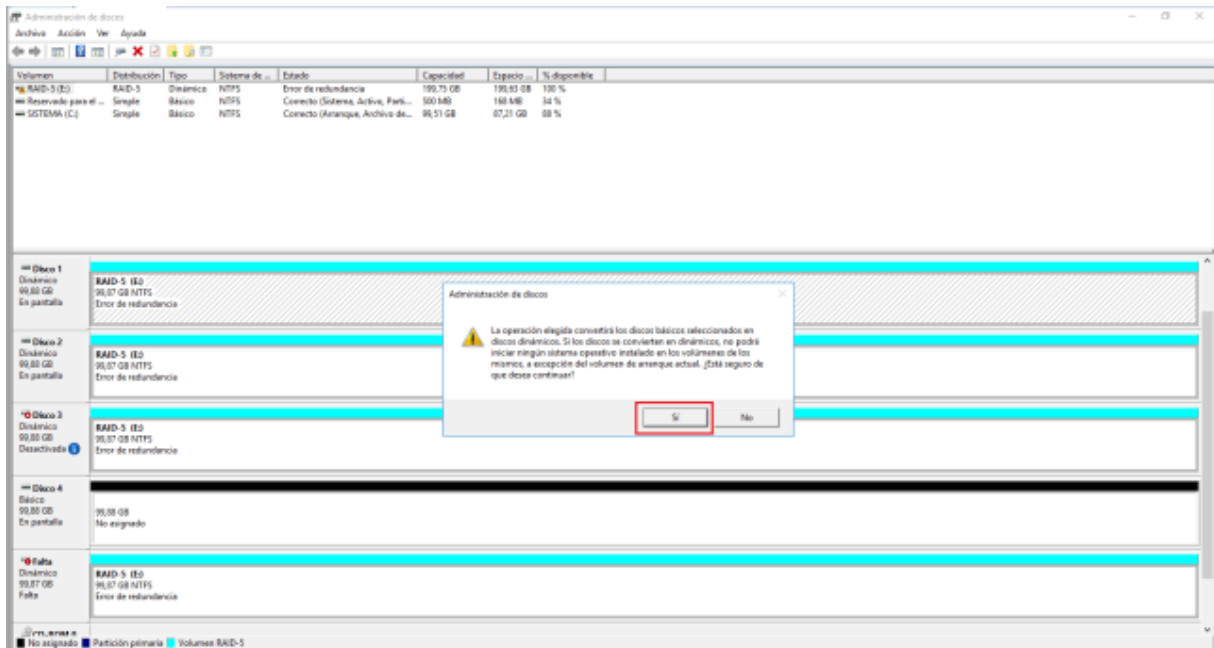 Administración de discos
Archivo Acción Ver Ayuda
Volumen Distribución Tipo Sistema de ... Estado Capacidad Espacio ... % disponible
RAID-5 (E:) RAID-5 Dinámico NTFS Error de redundancia 199,75 GB 199,63 GB 100 %
Reservado para el ... Simple Básico NTFS Correcto (Sistema, Activo, Parti... 500 MB 168 MB 34 %
SISTEMA (C:) Simple Básico NTFS Correcto (Arranque, Archivo de... 99,51 GB 87,21 GB 88 %
Disco 1
Dinámico
99,88 GB
En pantalla
RAID-5 (E:)
99,87 GB NTFS
Error de redundancia
Disco 2
Dinámico
99,88 GB
En pantalla
RAID-5 (E:)
99,87 GB NTFS
Error de redundancia
Disco 3
Dinámico
99,88 GB
Desactivado
RAID-5 (E:)
99,87 GB NTFS
Error de redundancia
Disco 4
Básico
99,88 GB
En pantalla
99,88 GB
No asignado
Falta
Dinámico
99,87 GB
Falta
RAID-5 (E:)
99,87 GB NTFS
Error de redundancia
No asignado Partición primaria Volumen RAID-5
Administración de discos
La operación elegida convertirá los discos básicos seleccionados en
discos dinámicos. Si los discos se convierten en dinámicos, no podrá
iniciar ningún sistema operativo instalado en los volúmenes de los
mismos, a excepción del volumen de arranque actual. ¿Está seguro de
que desea continuar?
Sí No